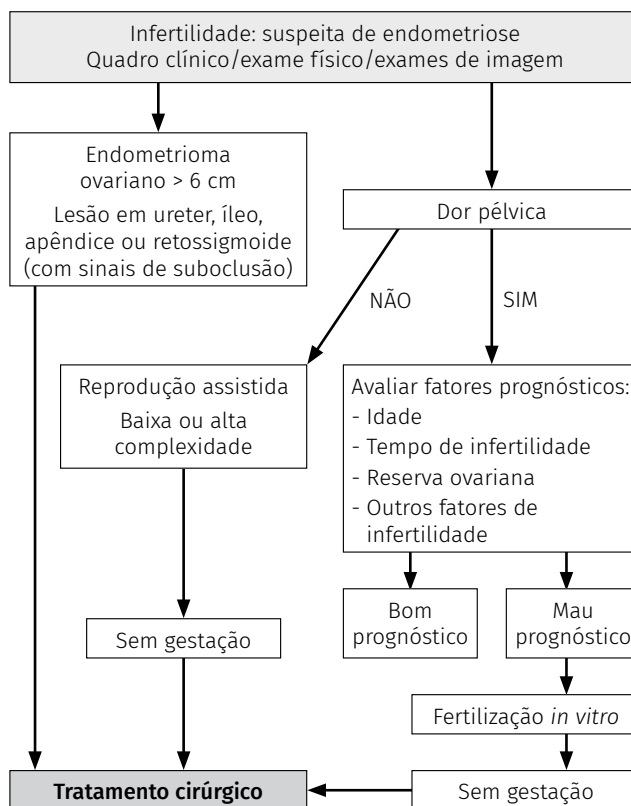 Infertilidade: suspeita de endometriose
Quadro clínico/exame físico/exames de imagem
Endometrioma
ovariano > 6 cm
Lesão em ureter, íleo,
apêndice ou retossigmoide
(com sinais de suboclusão)
Dor pélvica
NÃO
SIM
Reprodução assistida
Baixa ou alta
complexidade
Avaliar fatores prognósticos:
- Idade
- Tempo de infertilidade
- Reserva ovariana
- Outros fatores de
infertilidade
Bom
prognóstico
Mau
prognóstico
Sem gestação
Fertilização in vitro
Tratamento cirúrgico
Sem gestação